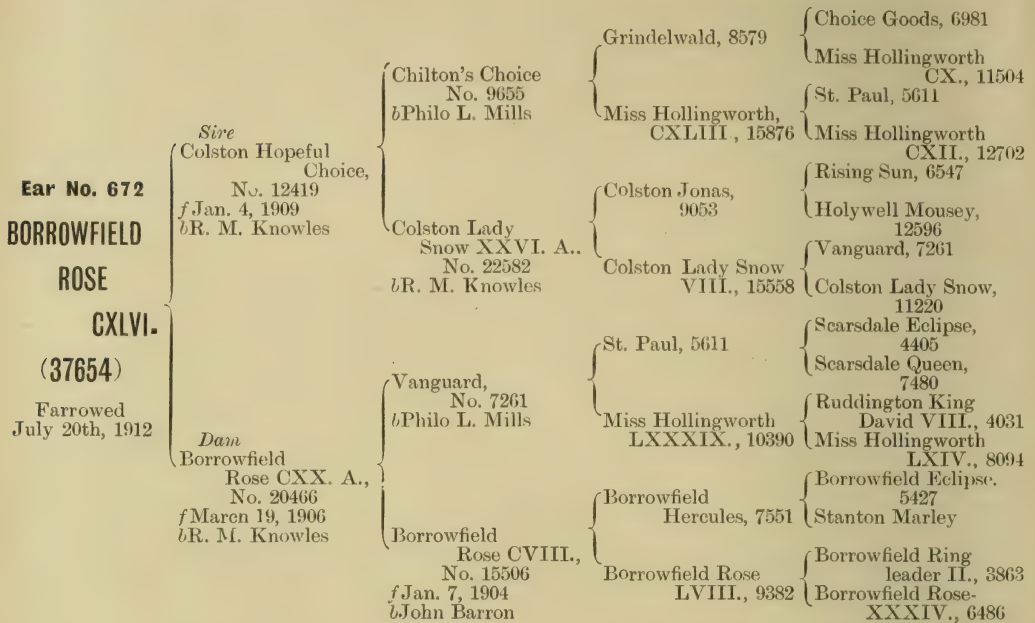 Ear No. 672
BORROWFIELD
ROSE
CXLVI.
(37654)
Farrowed
July 20th, 1912
Sire
Colston Hopeful
Choice,
No. 12419
f Jan. 4, 1909
bR. M. Knowles
Dam
Borrowfield
Rose CXX. A.,
No. 20466
f Marcn 19, 1906
bR. M. Knowles
Chilton's Choice
No. 9655
bPhilo L. Mills
Colston Lady
Snow XXVI. A..
No. 22582
bR. M. Knowles
Vanguard,
No. 7261
bPhilo L. Mills
Borrowfield
Rose CVIII.,
No. 15506
f Jan. 7, 1904
bJohn Barron
Grindelwald, 8579
Miss Hollingworth,
CXLIII., 15876
Colston Jonas,
9053
Colston Lady Snow
VIII., 15558
St. Paul, 5611
Miss Hollingworth
LXXXIX., 10390
Borrowfield
Hercules, 7551
Borrowfield Rose
LVIII., 9382
Choice Goods, 6981
Miss Hollingworth
CX., 11504
St. Paul, 5611
Miss Hollingworth
CXII., 12702
Rising Sun, 6547
Holywell Mousey,
12596
Vanguard, 7261
Colston Lady Snow,
11220
Scarsdale Eclipse,
4405
Scarsdale Queen,
7480
Ruddington King
David VIII., 4031
Miss Hollingworth
LXIV., 8094
Borrowfield Eclipse.
5427
Stanton Marley
Borrowfield Ring
leader II., 3863
Borrowfield Rose-
XXXIV., 6486